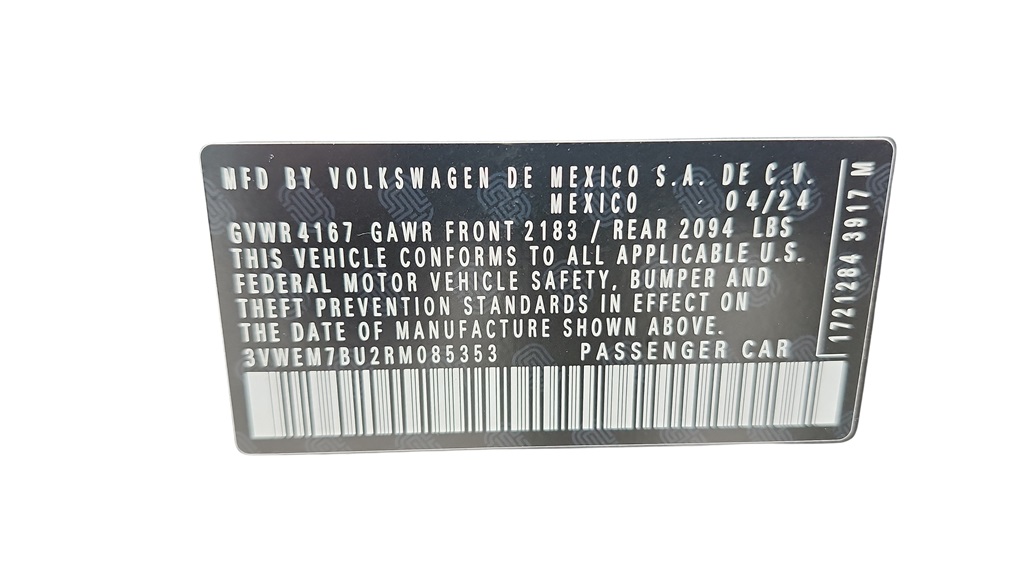 MFD BY VOLKSWAGEN DE MEXICO S.A. DE C.V.
MEXICO 04/24
GVWR 4167 GAWR FRONT 2183 / REAR 2094 LBS
THIS VEHICLE CONFORMS TO ALL APPLICABLE U.S.
FEDERAL MOTOR VEHICLE SAFETY, BUMPER AND
THEFT PREVENTION STANDARDS IN EFFECT ON
THE DATE OF MANUFACTURE SHOWN ABOVE.
3VWEM7BU2RM085353 PASSENGER CAR
1721284 3917 M